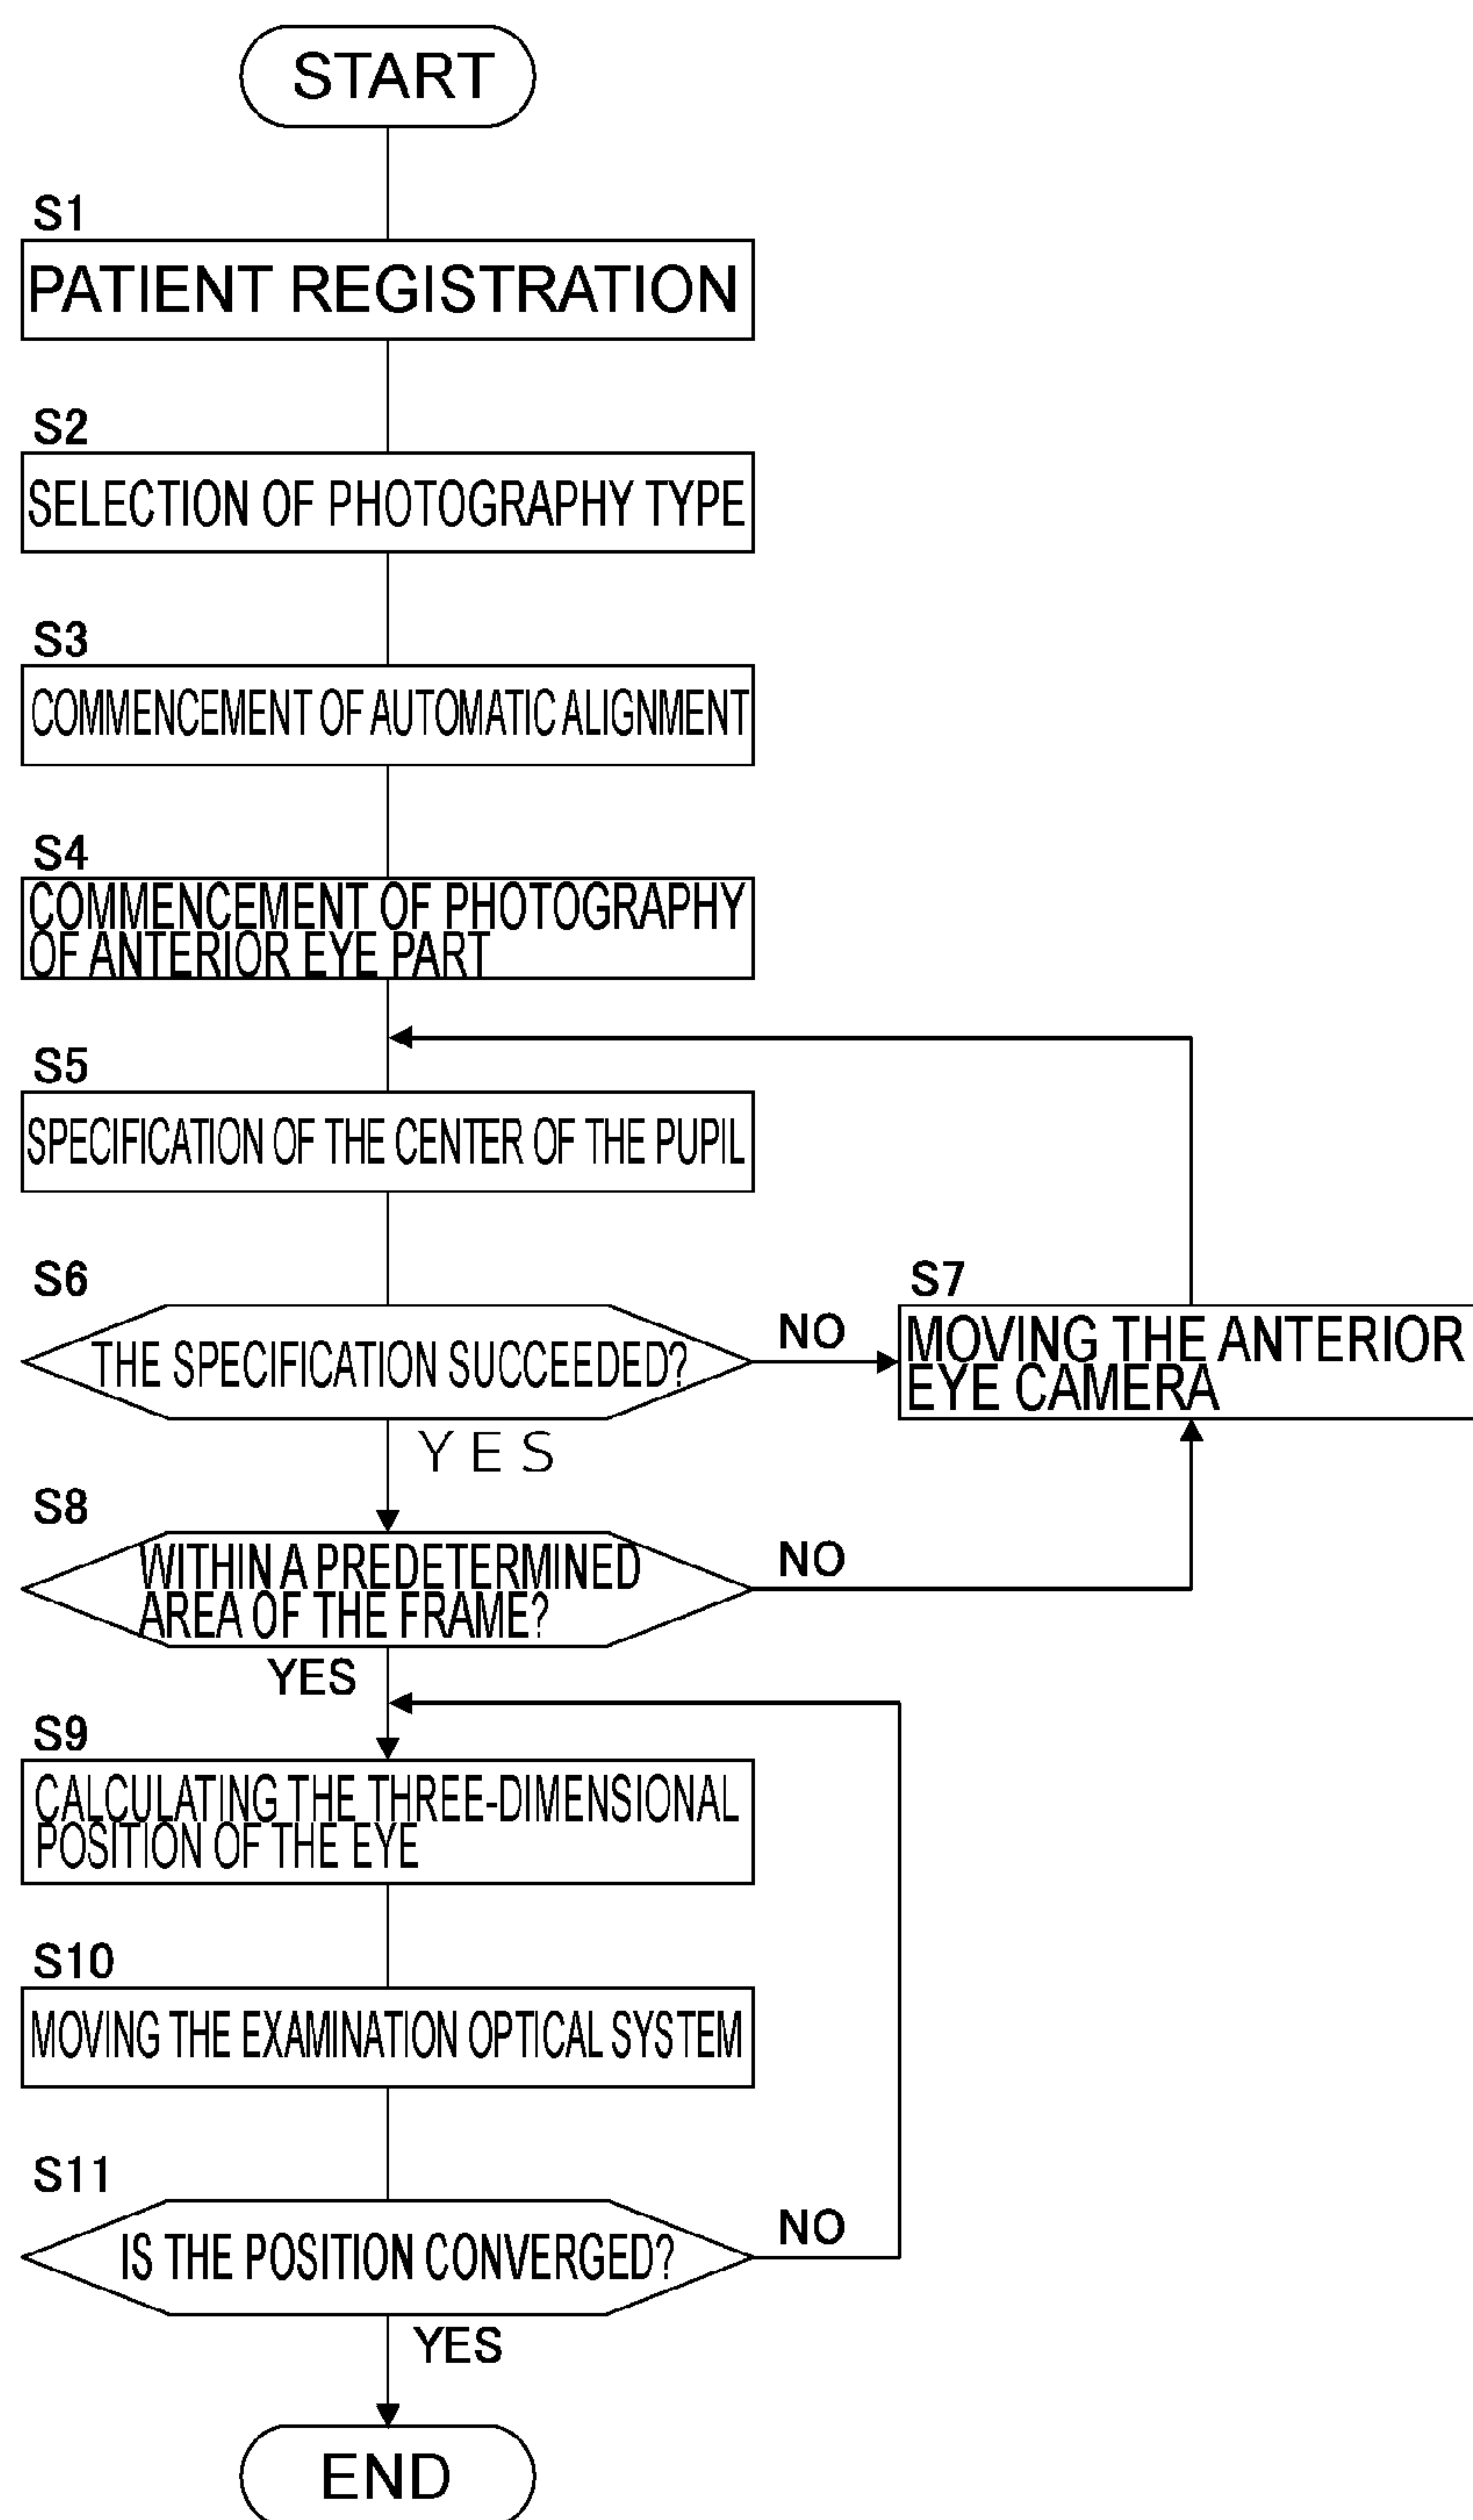 START
S1
PATIENT REGISTRATION
S2
SELECTION OF PHOTOGRAPHY TYPE
S3
COMMENCEMENT OF AUTOMATIC ALIGNMENT
S4
COMMENCEMENT OF PHOTOGRAPHY
OF ANTERIOR EYE PART
S5
SPECIFICATION OF THE CENTER OF THE PUPIL
S6
THE SPECIFICATION SUCCEEDED?
NO
S7
MOVING THE ANTERIOR
EYE CAMERA
YES
S8
WITHIN A PREDETERMINED
AREA OF THE FRAME?
NO
YES
S9
CALCULATING THE THREE-DIMENSIONAL
POSITION OF THE EYE
S10
MOVING THE EXAMINATION OPTICAL SYSTEM
S11
IS THE POSITION CONVERGED?
NO
YES
END